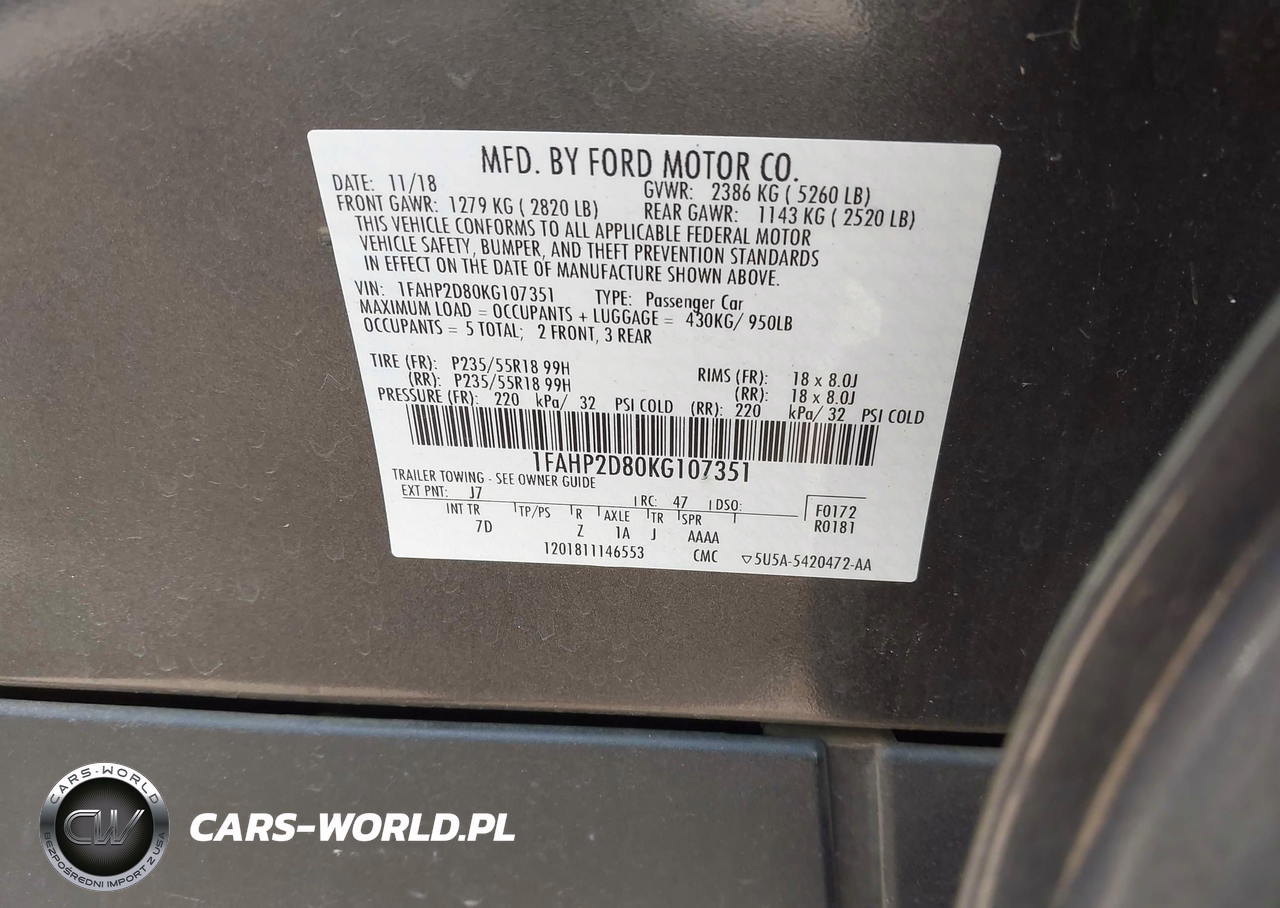 MFD. BY FORD MOTOR CO.
DATE: 11/18 GVWR: 2386 KG ( 5260 LB)
FRONT GAWR: 1279 KG ( 2820 LB) REAR GAWR: 1143 KG ( 2520 LB)
THIS VEHICLE CONFORMS TO ALL APPLICABLE FEDERAL MOTOR
VEHICLE SAFETY, BUMPER, AND THEFT PREVENTION STANDARDS
IN EFFECT ON THE DATE OF MANUFACTURE SHOWN ABOVE.
VIN: 1FAHP2D80KG107351 TYPE: Passenger Car
MAXIMUM LOAD = OCCUPANTS + LUGGAGE = 430KG/ 950LB
OCCUPANTS = 5 TOTAL; 2 FRONT, 3 REAR
TIRE (FR): P235/55R18 99H RIMS (FR): 18 x 8.0J
(RR): P235/55R18 99H (RR): 18 x 8.0J
PRESSURE (FR): 220 kPa/ 32 PSI COLD (RR): 220 kPa/ 32 PSI COLD
1FAHP2D80KG107351
TRAILER TOWING - SEE OWNER GUIDE
EXT PNT: J7 RC: 47 DSO: F0172
INT TR TP/PS R AXLE TR SPR R0181
7D Z 1A J AAAA
1201811146553 CMC ▽5U5A-5420472-AA
CARS-WORLD
CW
BEZPOŚREDNI IMPORT Z USA
CARS-WORLD.PL